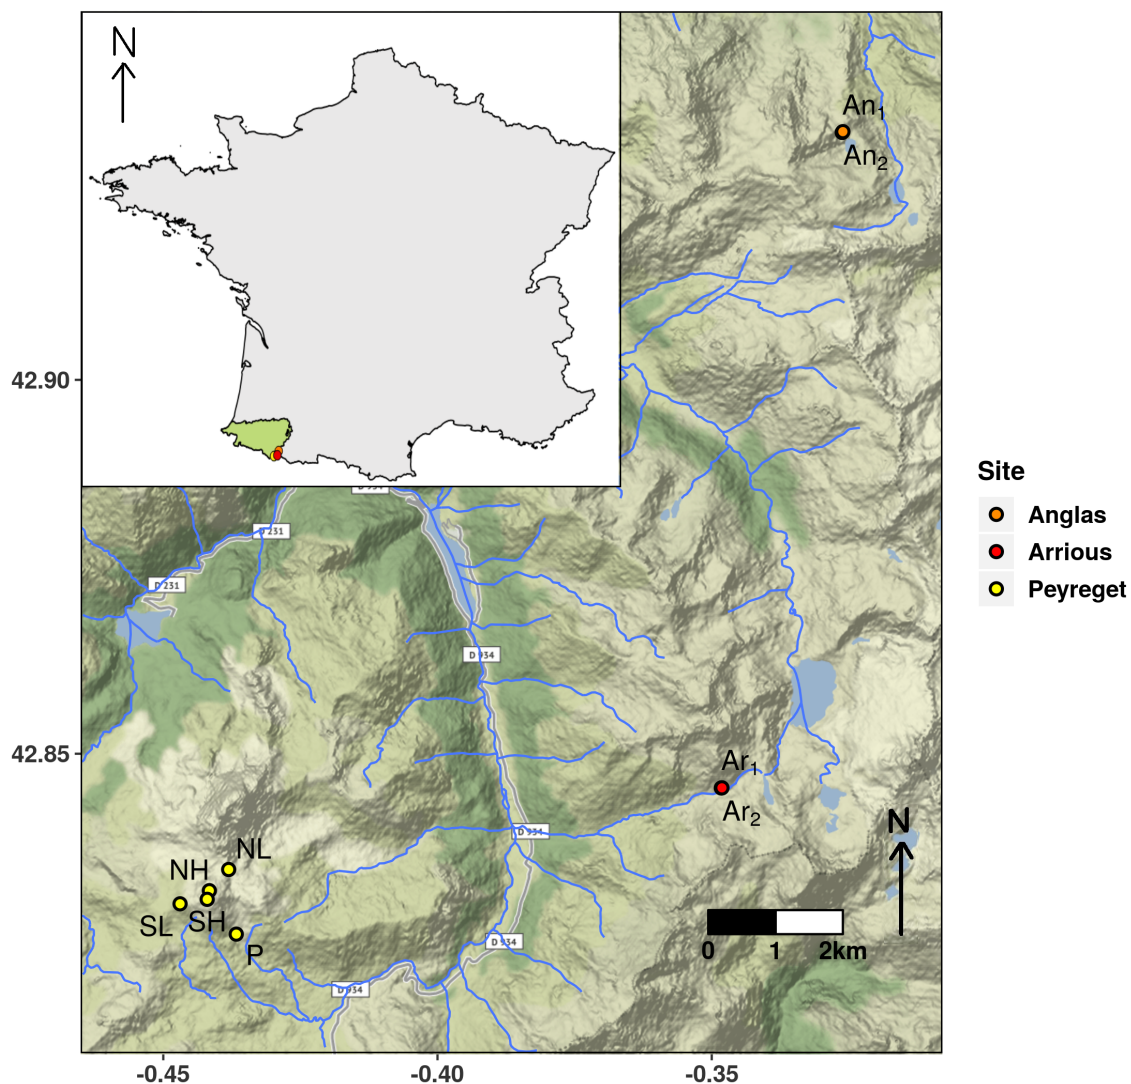 N
An1
An2
42.90
D 231
D 231
Site
Anglas
Arrious
Peyreget
D 934
42.85
Ar1
Ar2
N
D 934
NL
NH
SL
SH
P
0 1 2km
D 934
D 934
-0.45 -0.40 -0.35